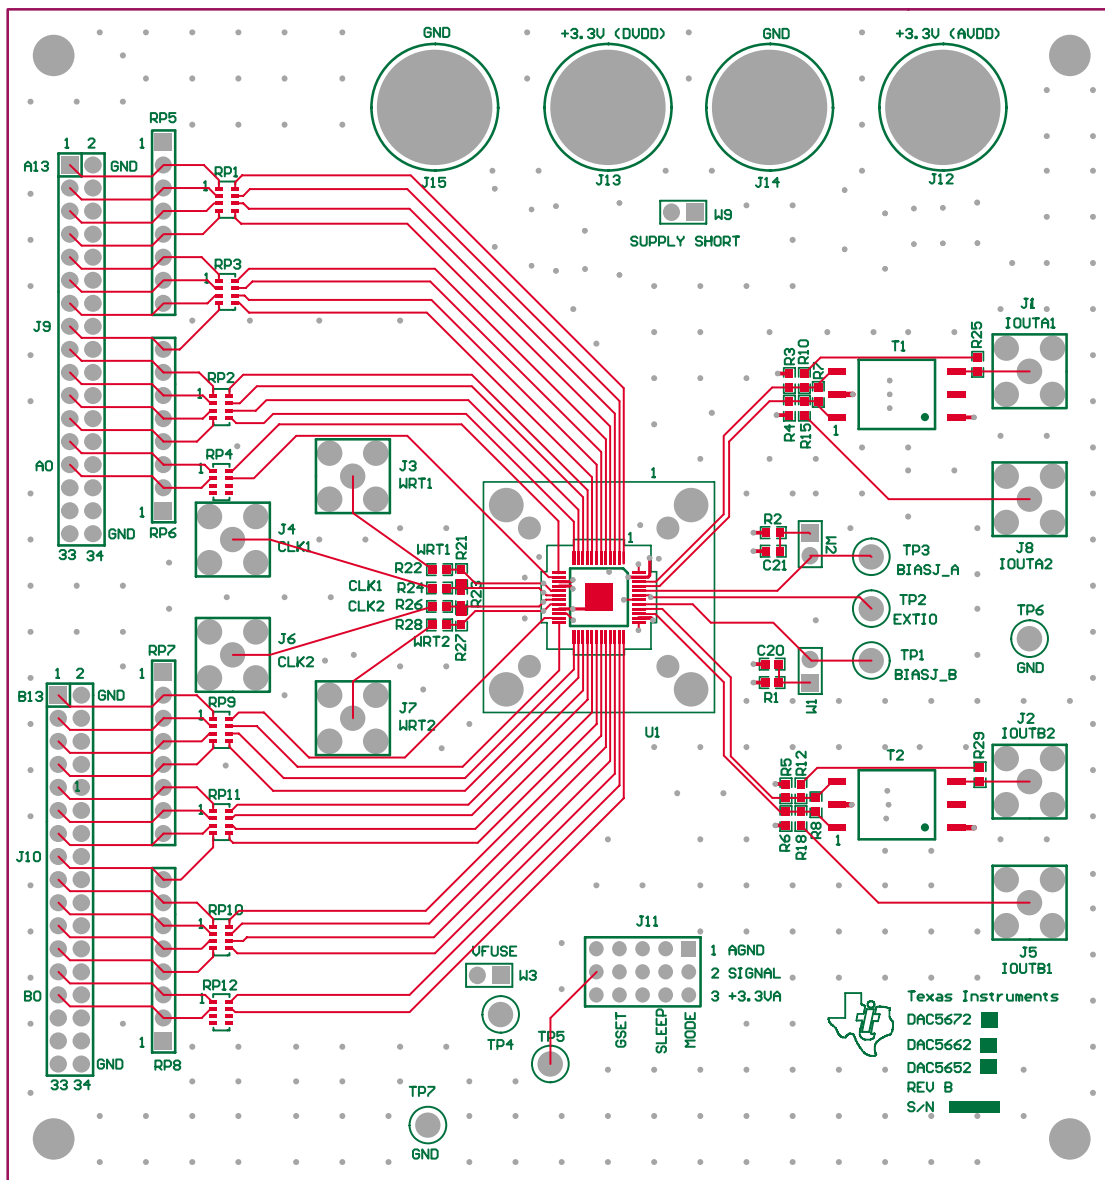 GND
+3.3V (DVDD)
GND
+3.3V (AVDD)
J15
J13
J14
J12
RP5
1
1 2
A13
GND
RP1
1
W9
SUPPLY SHORT
RP3
1
J9
J1
IOUTA1
R25
T1
R3
R10
R7
R4
R15
1
RP2
1
A0
RP4
1
J3
WRT1
1
J4
CLK1
RP6
1
GND
33 34
J8
IOUTA2
R2
C21
W2
TP3
BIASJ_A
TP2
EXTIO
TP6
GND
TP1
BIASJ_B
WRT1
R21
R22
CLK1
R24
R23
CLK2
R26
R28
WRT2
R27
1
J6
CLK2
C20
R1
W1
U1
J7
WRT2
RP7
1
1 2
B13
GND
RP9
1
1
J2
IOUTB2
R29
T2
R5
R12
R8
R6
R18
1
RP11
1
J10
RP10
1
B0
RP12
1
GND
33 34
1
RP8
J5
IOUTB1
J11
1 AGND
2 SIGNAL
3 +3.3VA
GSET
SLEEP
MODE
VFUSE
W3
TP4
TP5
TP7
GND
Texas Instruments
DAC5672
DAC5662
DAC5652
REV B
S/N